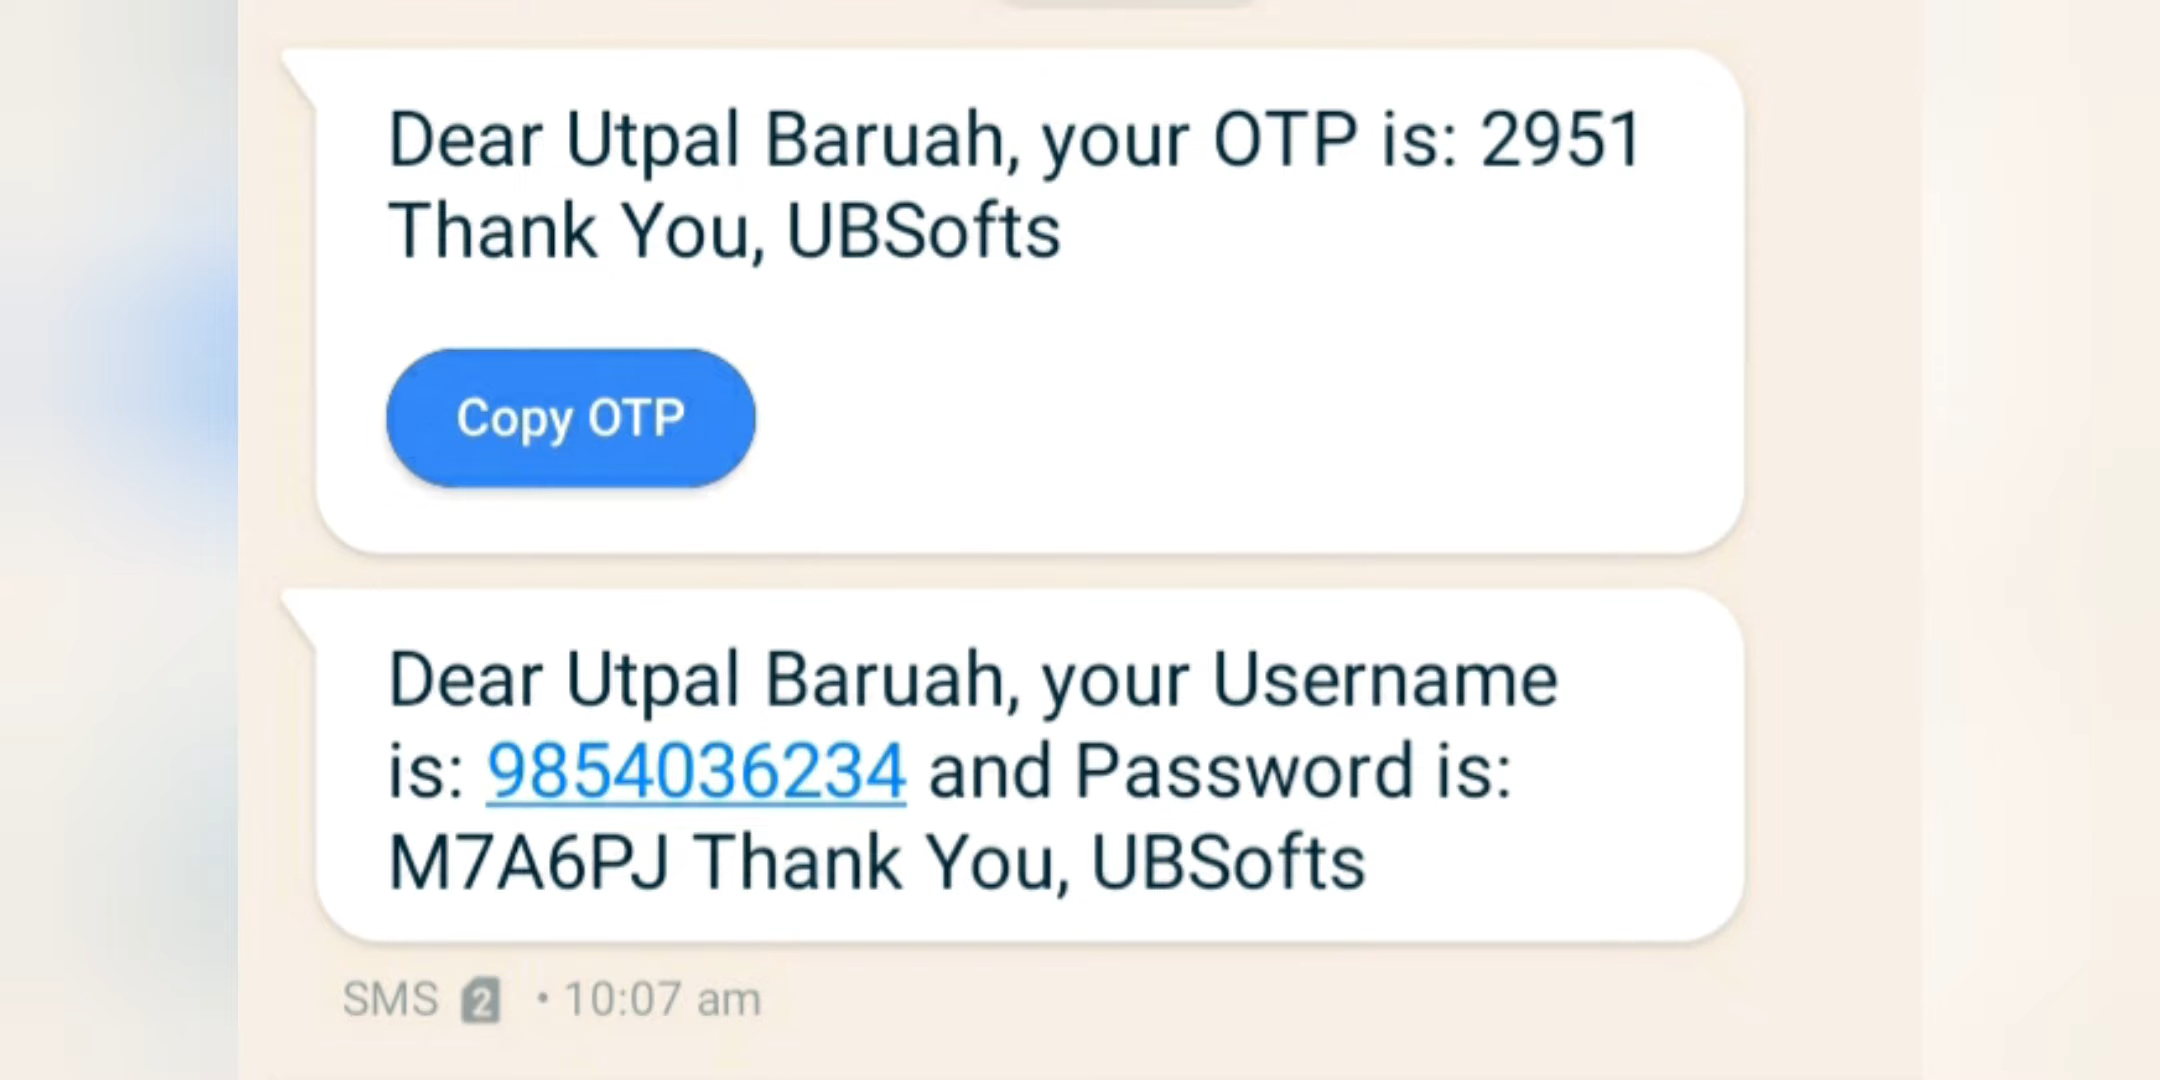 Dear Utpal Baruah, your OTP is: 2951
Thank You, UBSofts
Copy OTP
Dear Utpal Baruah, your Username
is: 9854036234 and Password is:
M7A6PJ Thank You, UBSofts
SMS 2 • 10:07 am